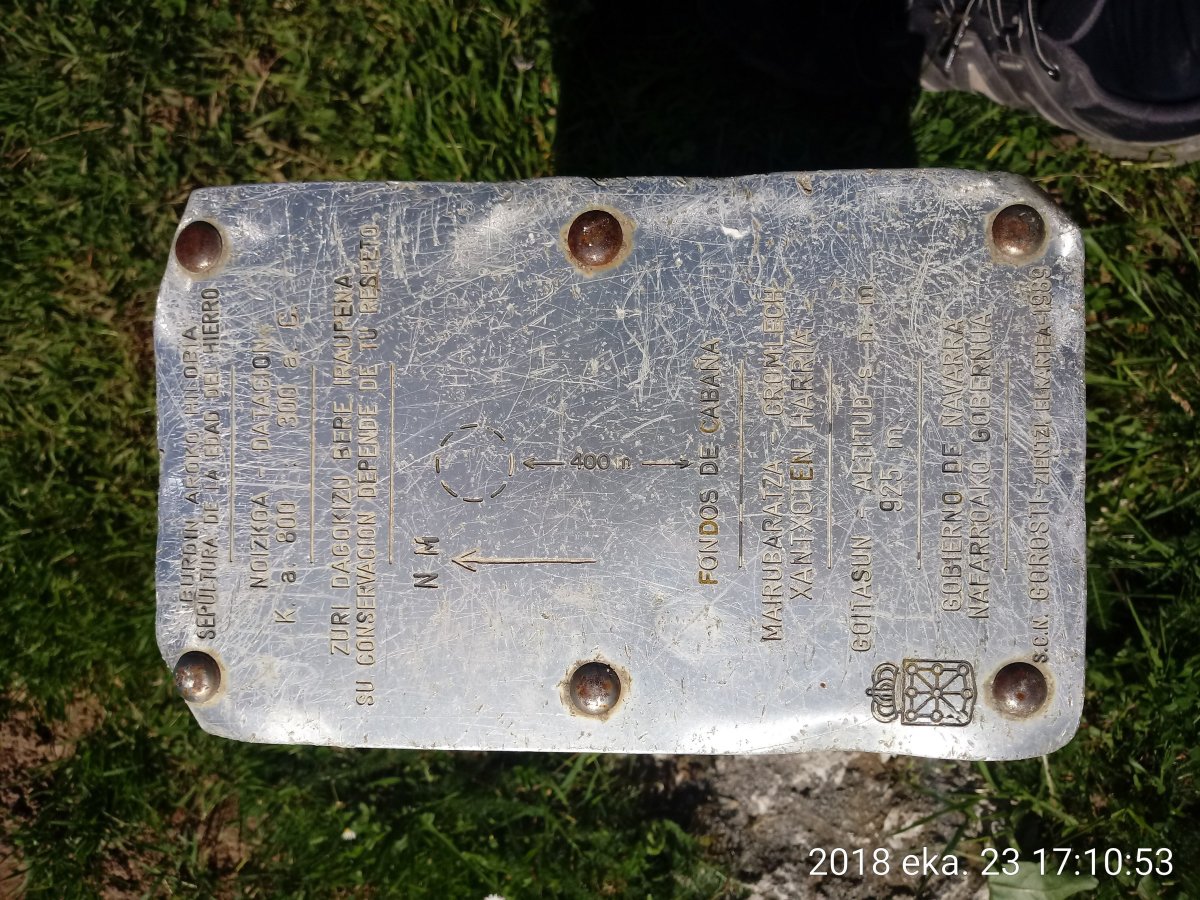 BURDIN AROKO HILOBIA
SEPULTURA DE LA EDAD DEL HIERRO
NOIZKOA - DATACION
K. a. 800 : 300 a. C.
ZURI DAGOKIZU BERE IRAUPENA
SU CONSERVACION DEPENDE DE TU RESPETO.
N M
400 m
FONDOS DE CABAÑA
MAIRUBARATZA - CROMLECH
XANTXOTEN HARRIA
GOITASUN - ALTITUD s. n. m
925 m.
GOBIERNO DE NAVARRA
NAFARROAKO GOBERNUA
S.C.N. GOROSTI-ZIENZI ELKARTEA-1989
2018 eka. 23 17:10:53